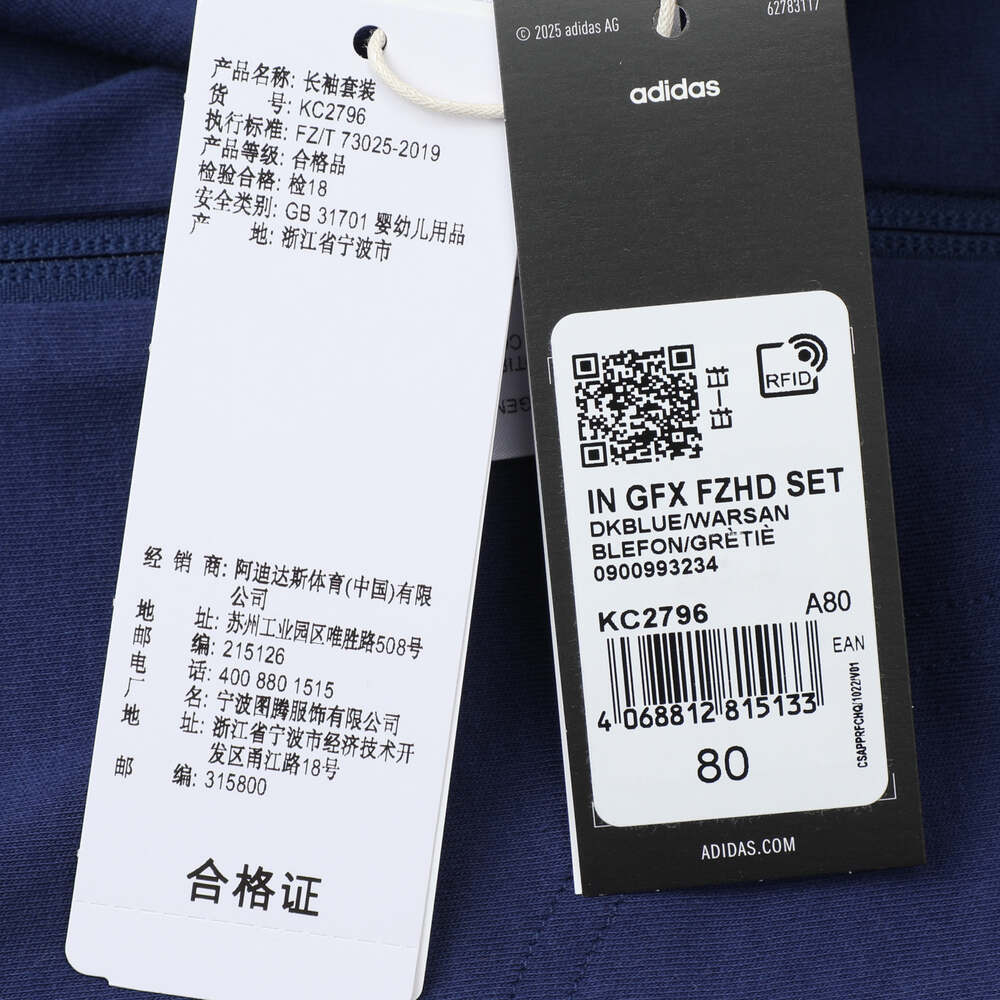 产品名称: 长袖套装
货 号: KC2796
执行标准: FZ/T 73025-2019
产品等级: 合格品
检验合格: 检18
安全类别: GB 31701 婴幼儿用品
产 地: 浙江省宁波市
经 销 商: 阿迪达斯体育(中国)有限
公司
地 址: 苏州工业园区唯胜路508号
邮 编: 215126
电 话: 400 880 1515
厂 名: 宁波图腾服饰有限公司
地 址: 浙江省宁波市经济技术开
发区甬江路18号
邮 编: 315800
合格证
62783117
© 2025 adidas AG
adidas
扫一扫
RFID
IN GFX FZHD SET
DKBLUE/WARSAN
BLEFON/GRÈTIÈ
0900993234
KC2796 A80
EAN
4 068812 815133
80
CSAPPRFCHQ/1022/V01
ADIDAS.COM